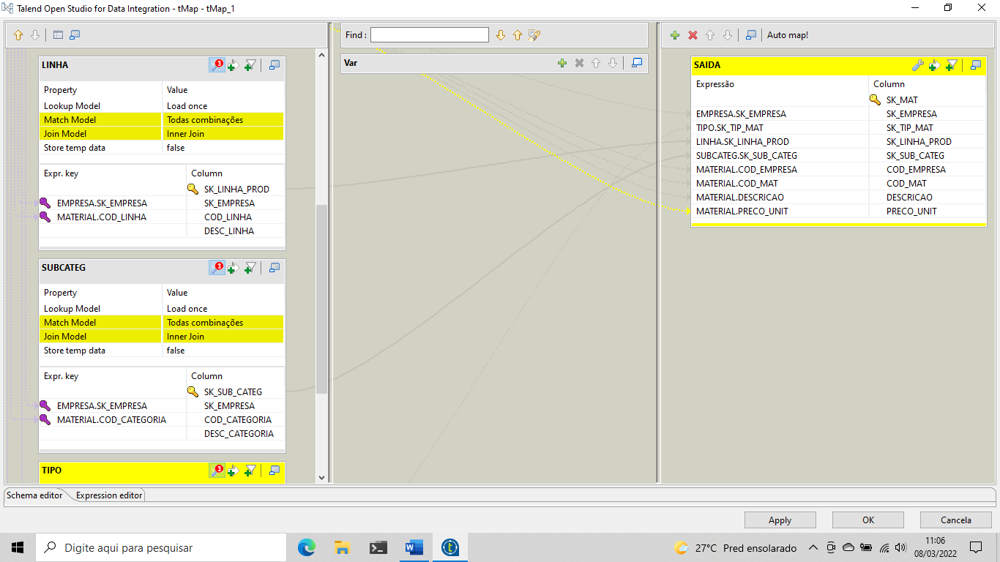 Talend Open Studio for Data Integration - tMap - tMap_1
LINHA
3
Property Value
Lookup Model Load once
Match Model Todas combinações
Join Model Inner Join
Store temp data false
Expr. key Column
SK_LINHA_PROD
EMPRESA.SK_EMPRESA SK_EMPRESA
MATERIAL.COD_LINHA COD_LINHA
DESC_LINHA
SUBCATEG
3
Property Value
Lookup Model Load once
Match Model Todas combinações
Join Model Inner Join
Store temp data false
Expr. key Column
SK_SUB_CATEG
EMPRESA.SK_EMPRESA SK_EMPRESA
MATERIAL.COD_CATEGORIA COD_CATEGORIA
DESC_CATEGORIA
TIPO
3
Find :
Var
Auto map!
SAIDA
Expressão Column
SK_MAT
EMPRESA.SK_EMPRESA SK_EMPRESA
TIPO.SK_TIP_MAT SK_TIP_MAT
LINHA.SK_LINHA_PROD SK_LINHA_PROD
SUBCATEG.SK_SUB_CATEG SK_SUB_CATEG
MATERIAL.COD_EMPRESA COD_EMPRESA
MATERIAL.COD_MAT COD_MAT
MATERIAL.DESCRICAO DESCRICAO
MATERIAL.PRECO_UNIT PRECO_UNIT
Schema editor Expression editor
Apply OK Cancela
Digite aqui para pesquisar
27°C Pred ensolarado
11:06
08/03/2022